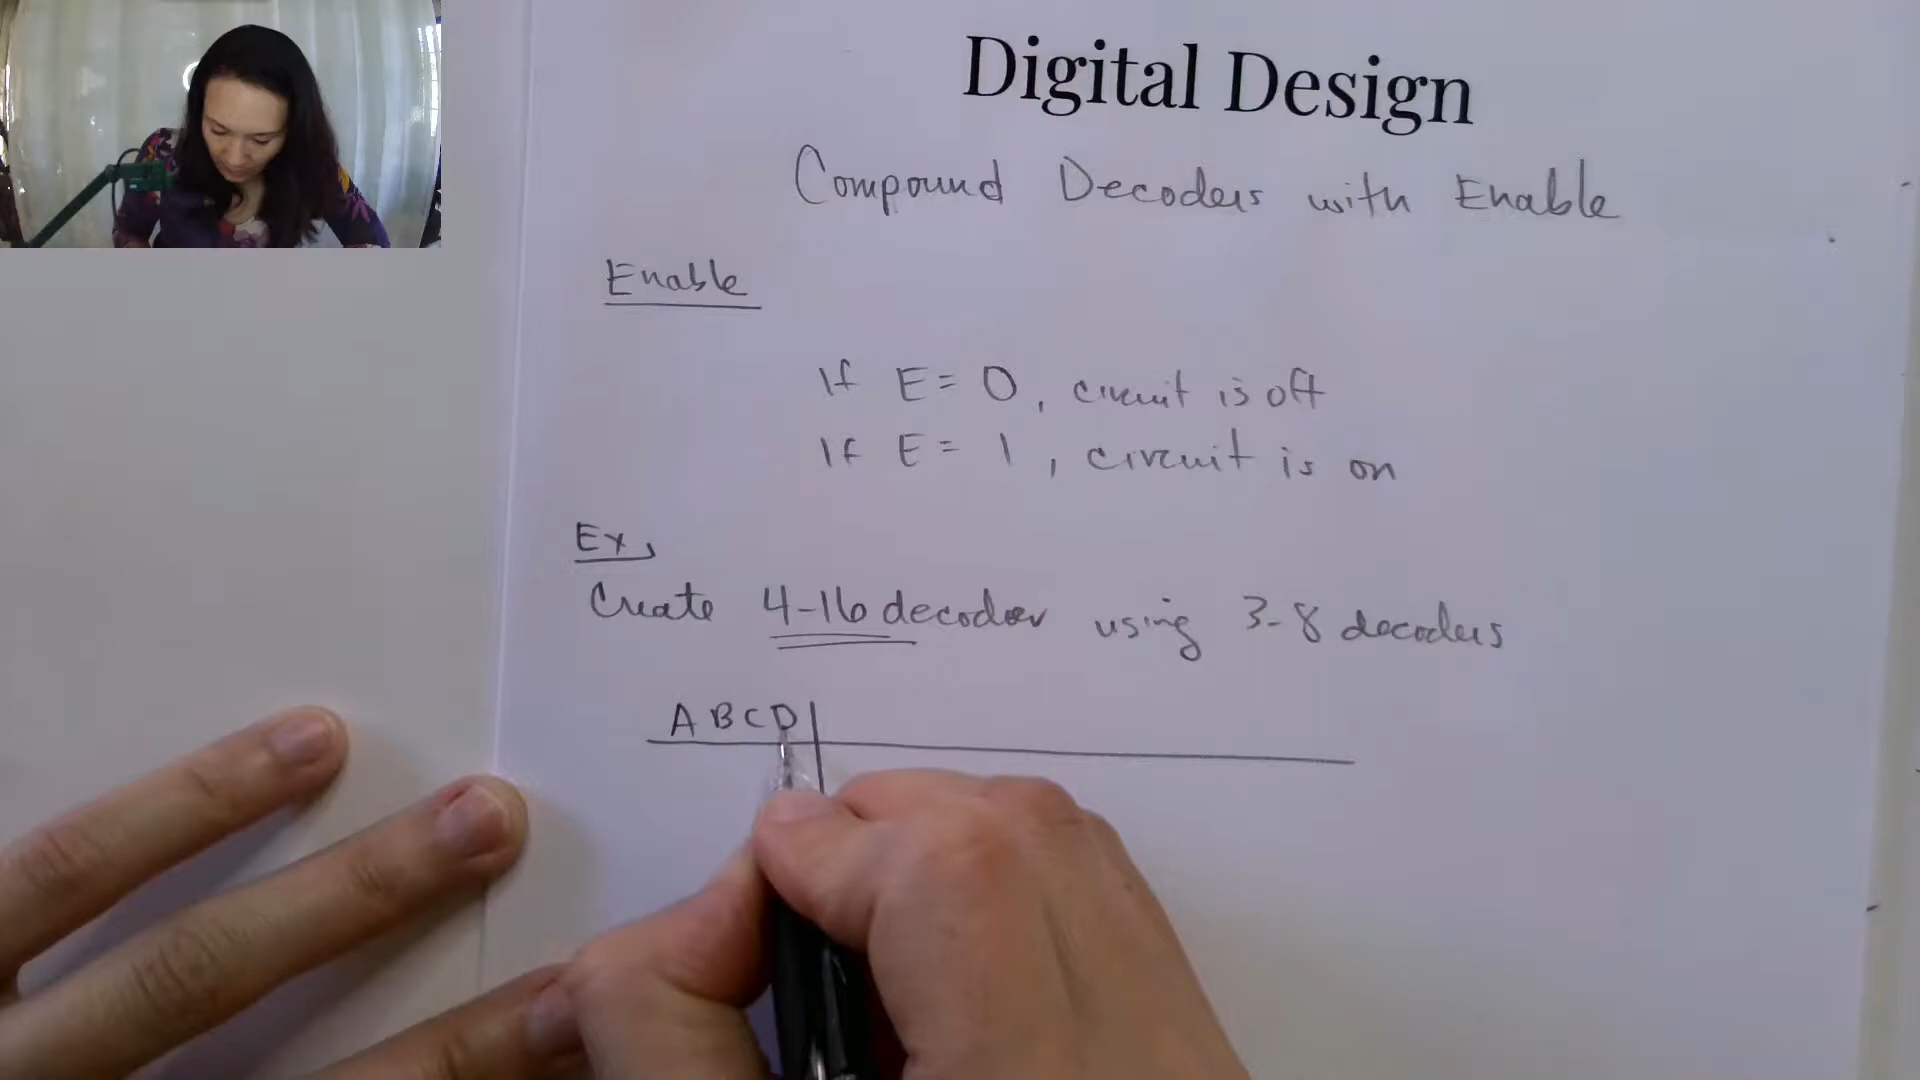 Digital Design
Compound Decoders with Enable
Enable
If E = 0, circuit is off
If E = 1, circuit is on
Ex,
Create 4-16 decoder using 3-8 decoders
A B C D